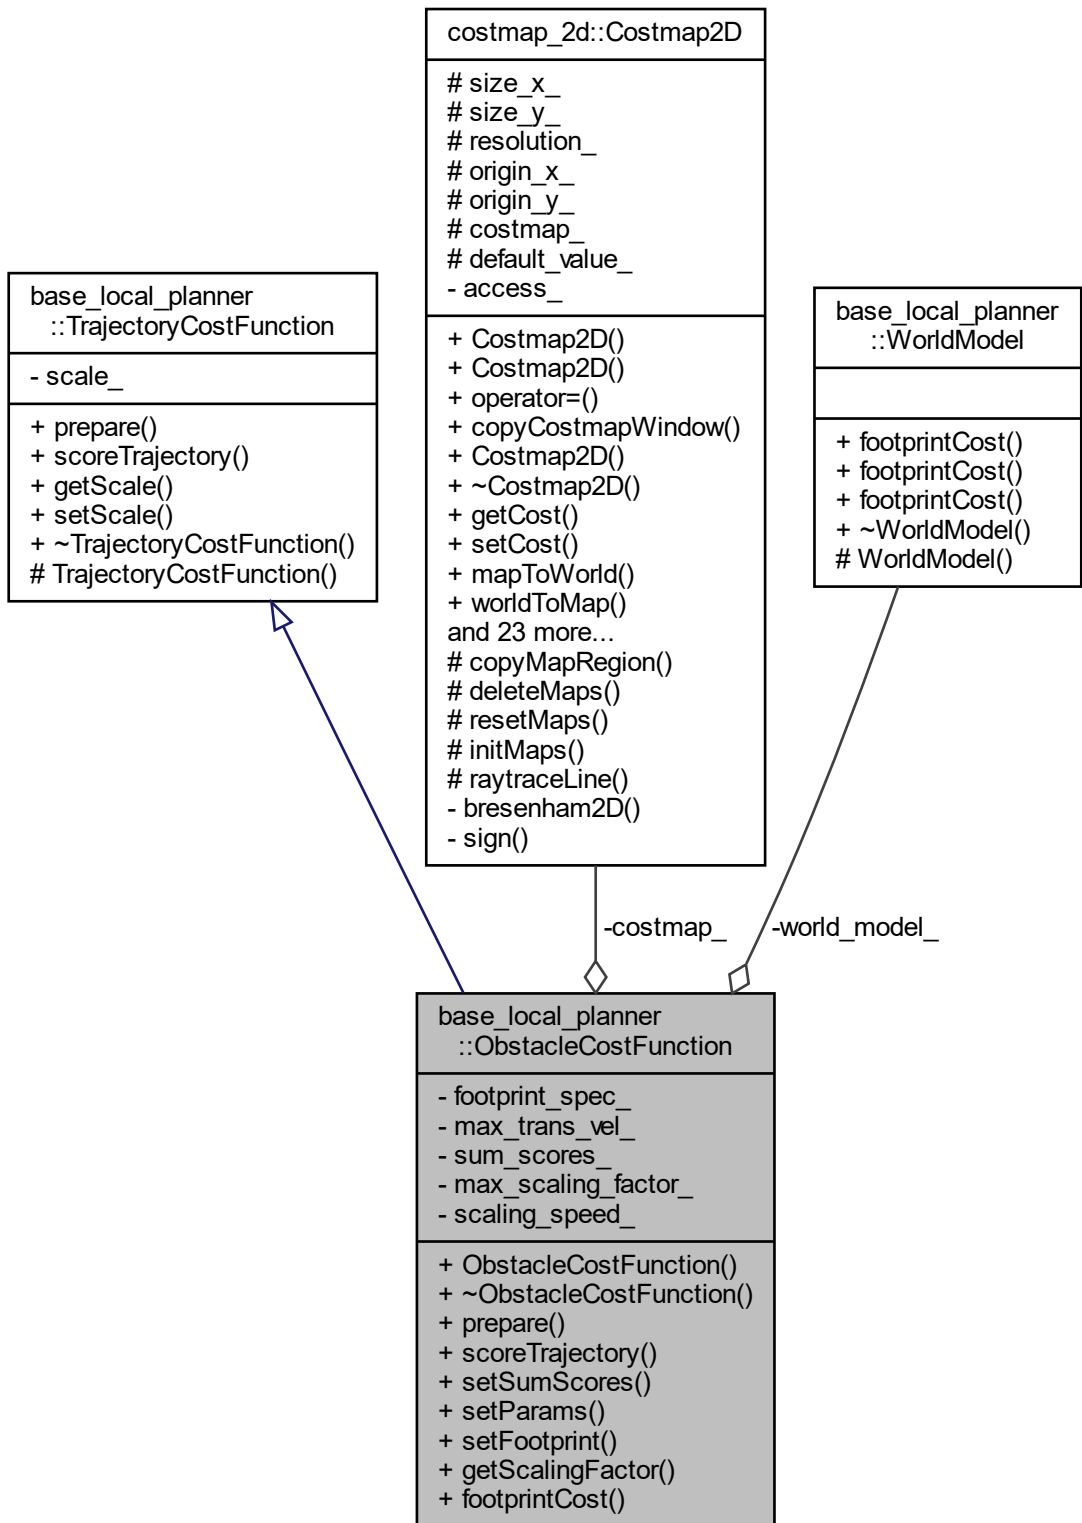 costmap_2d::Costmap2D
# size_x_
# size_y_
# resolution_
# origin_x_
# origin_y_
# costmap_
# default_value_
- access_
+ Costmap2D()
+ Costmap2D()
+ operator=()
+ copyCostmapWindow()
+ Costmap2D()
+ ~Costmap2D()
+ getCost()
+ setCost()
+ mapToWorld()
+ worldToMap()
and 23 more...
# copyMapRegion()
# deleteMaps()
# resetMaps()
# initMaps()
# raytraceLine()
- bresenham2D()
- sign()
base_local_planner
::TrajectoryCostFunction
- scale_
+ prepare()
+ scoreTrajectory()
+ getScale()
+ setScale()
+ ~TrajectoryCostFunction()
# TrajectoryCostFunction()
base_local_planner
::WorldModel
+ footprintCost()
+ footprintCost()
+ footprintCost()
+ ~WorldModel()
# WorldModel()
-costmap_
-world_model_
base_local_planner
::ObstacleCostFunction
- footprint_spec_
- max_trans_vel_
- sum_scores_
- max_scaling_factor_
- scaling_speed_
+ ObstacleCostFunction()
+ ~ObstacleCostFunction()
+ prepare()
+ scoreTrajectory()
+ setSumScores()
+ setParams()
+ setFootprint()
+ getScalingFactor()
+ footprintCost()